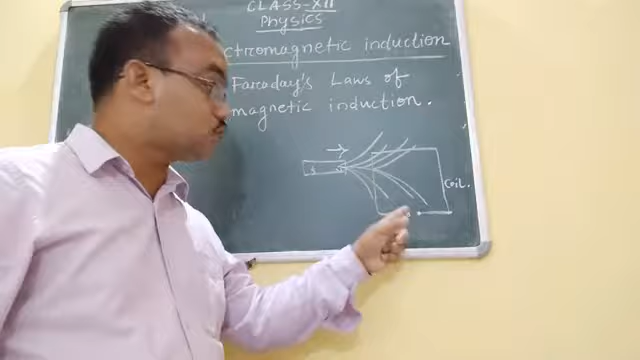 CLASS-XII
Physics
ctromagnetic induction
Faraday's Laws of
magnetic induction.
S
Coil.